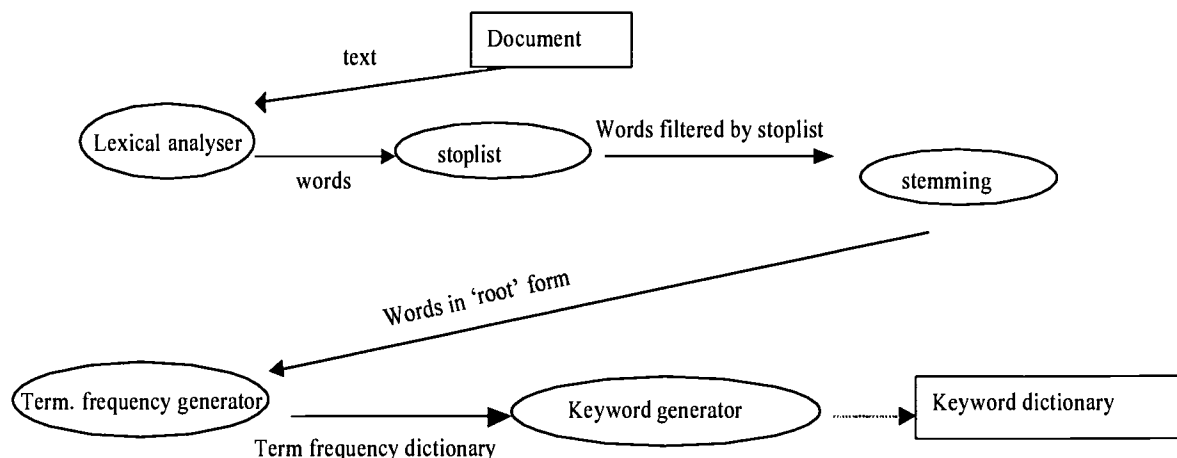 Document
text
Lexical analyser
words
stoplist
Words filtered by stoplist
stemming
Words in ‘root’ form
Term. frequency generator
Term frequency dictionary
Keyword generator
Keyword dictionary